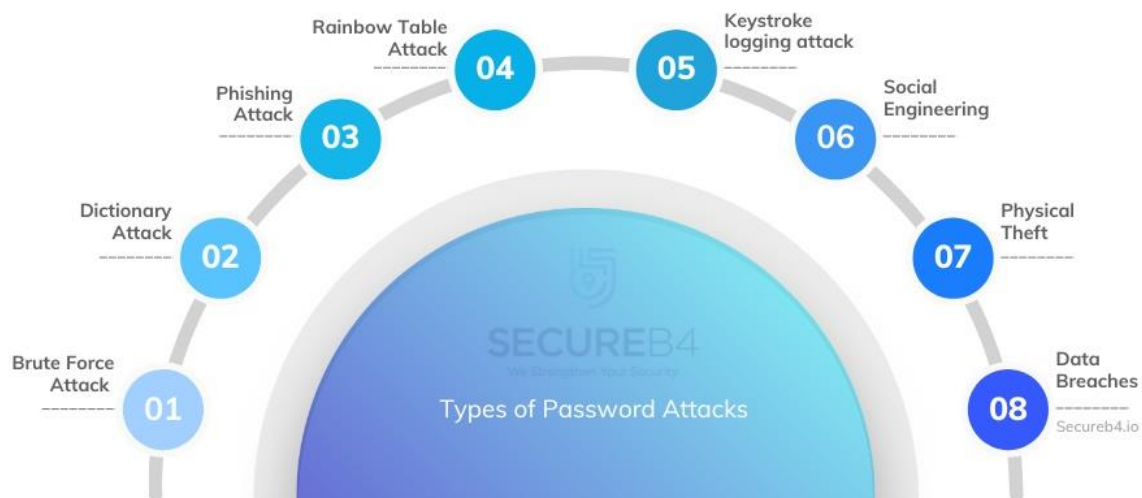 Brute Force
Attack
01
Dictionary
Attack
02
Phishing
Attack
03
Rainbow Table
Attack
04
Keystroke
logging attack
05
Social
Engineering
06
Physical
Theft
07
Data
Breaches
08
Secureb4.io
SECUREB4
We Strengthen Your Security
Types of Password Attacks